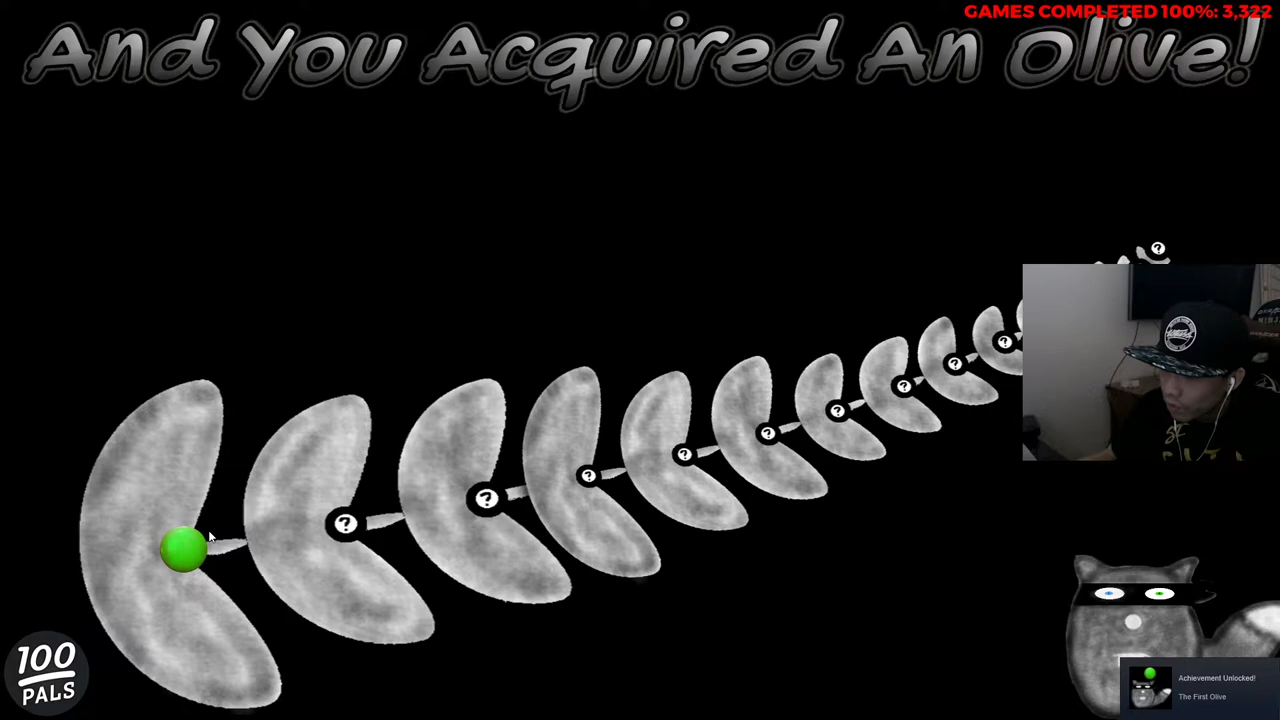 GAMES COMPLETED 100%: 3,322
And You Acquired An Olive!
?
?
?
?
?
?
?
?
?
?
100
PALS
Achievement Unlocked!
The First Olive